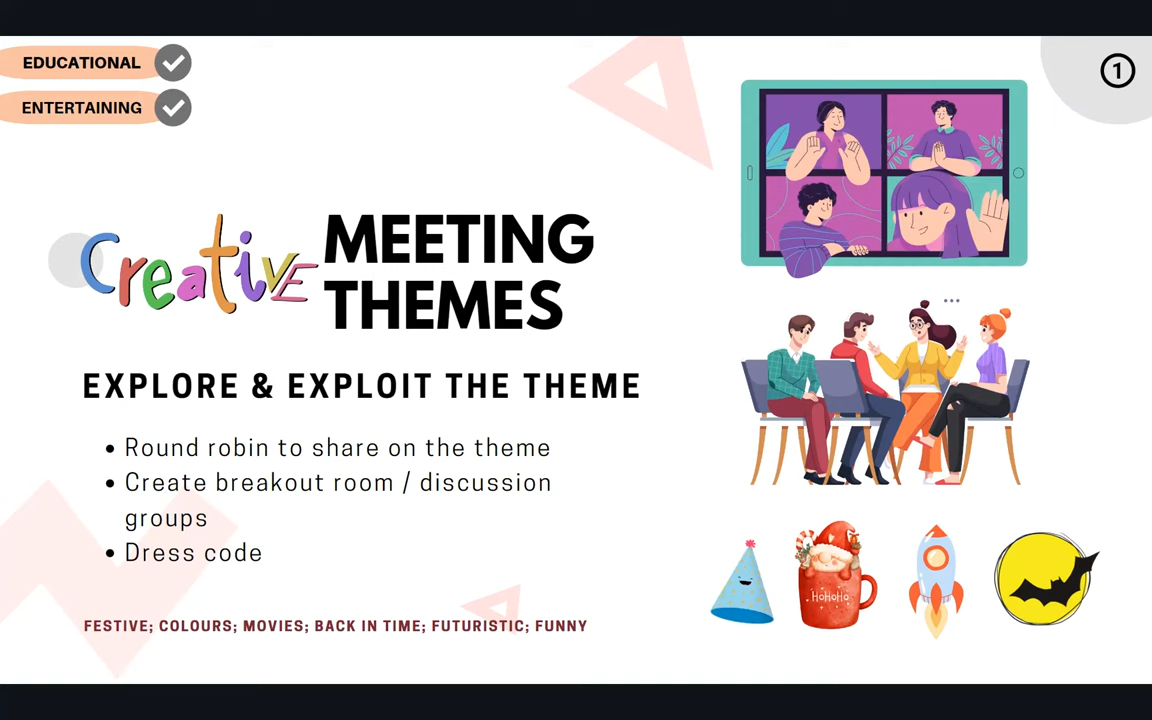 EDUCATIONAL
ENTERTAINING
1
Creative MEETING
THEMES
EXPLORE & EXPLOIT THE THEME
• Round robin to share on the theme
• Create breakout room / discussion
groups
• Dress code
HOHOHO
FESTIVE; COLOURS; MOVIES; BACK IN TIME; FUTURISTIC; FUNNY